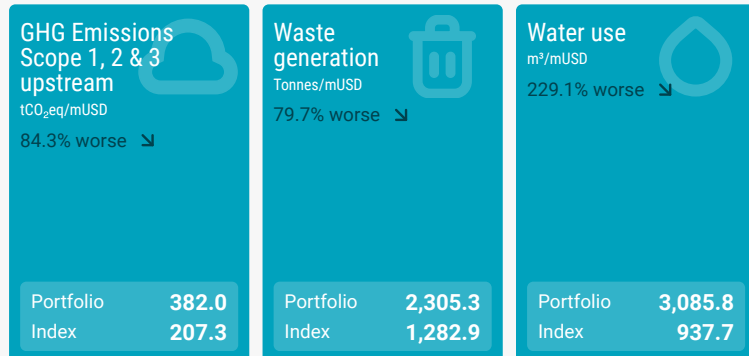 GHG Emissions
Scope 1, 2 & 3
upstream
tCO₂eq/mUSD
84.3% worse
Portfolio 382.0
Index 207.3
Waste
generation
Tonnes/mUSD
79.7% worse
Portfolio 2,305.3
Index 1,282.9
Water use
m³/mUSD
229.1% worse
Portfolio 3,085.8
Index 937.7